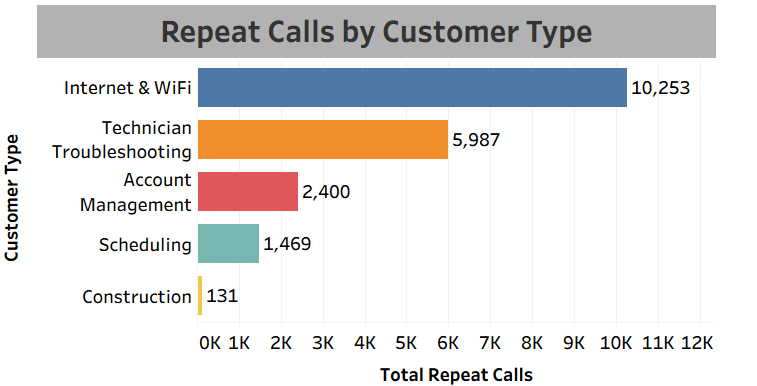 Repeat Calls by Customer Type
Customer Type
Internet & WiFi
10,253
Technician
Troubleshooting
5,987
Account
Management
2,400
Scheduling
1,469
Construction
131
0K 1K 2K 3K 4K 5K 6K 7K 8K 9K 10K 11K 12K
Total Repeat Calls